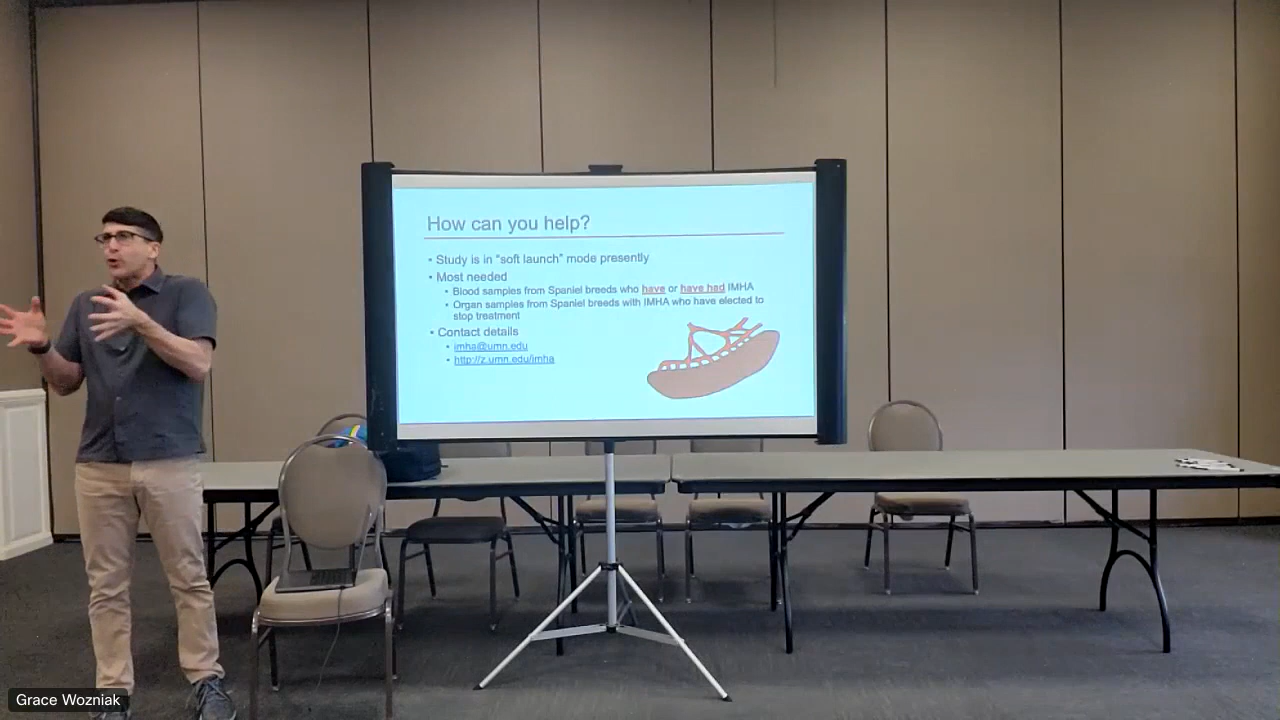 How can you help?
• Study is in "soft launch" mode presently
• Most needed
• Blood samples from Spaniel breeds who have or have had IMHA
• Organ samples from Spaniel breeds with IMHA who have elected to
stop treatment
• Contact details
• imha@umn.edu
• http://z.umn.edu/imha
Grace Wozniak